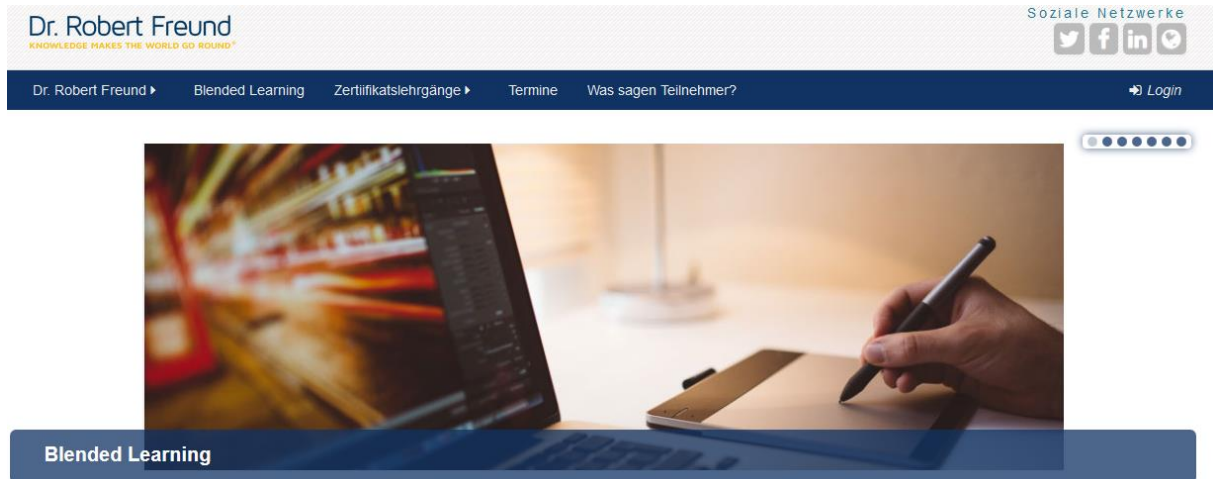 Dr. Robert Freund
KNOWLEDGE MAKES THE WORLD GO ROUND®
Soziale Netzwerke
Dr. Robert Freund
Blended Learning
Zertiifikatslehrgänge
Termine
Was sagen Teilnehmer?
Login
Blended Learning